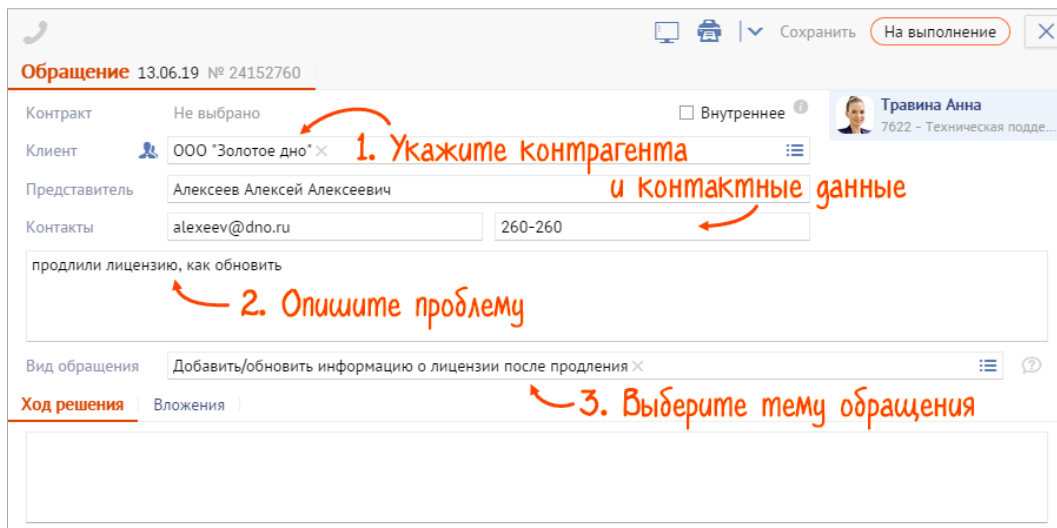 Сохранить На выполнение
Обращение 13.06.19 № 24152760
Контракт Не выбрано Внутреннее
Травина Анна
7622 – Техническая подде...
Клиент ООО "Золотое дно"
1. Укажите контрагента
Представитель Алексеев Алексей Алексеевич
и контактные данные
Контакты alexeev@dno.ru 260-260
продлили лицензию, как обновить
2. Опишите проблему
Вид обращения Добавить/обновить информацию о лицензии после продления
3. Выберите тему обращения
Ход решения Вложения